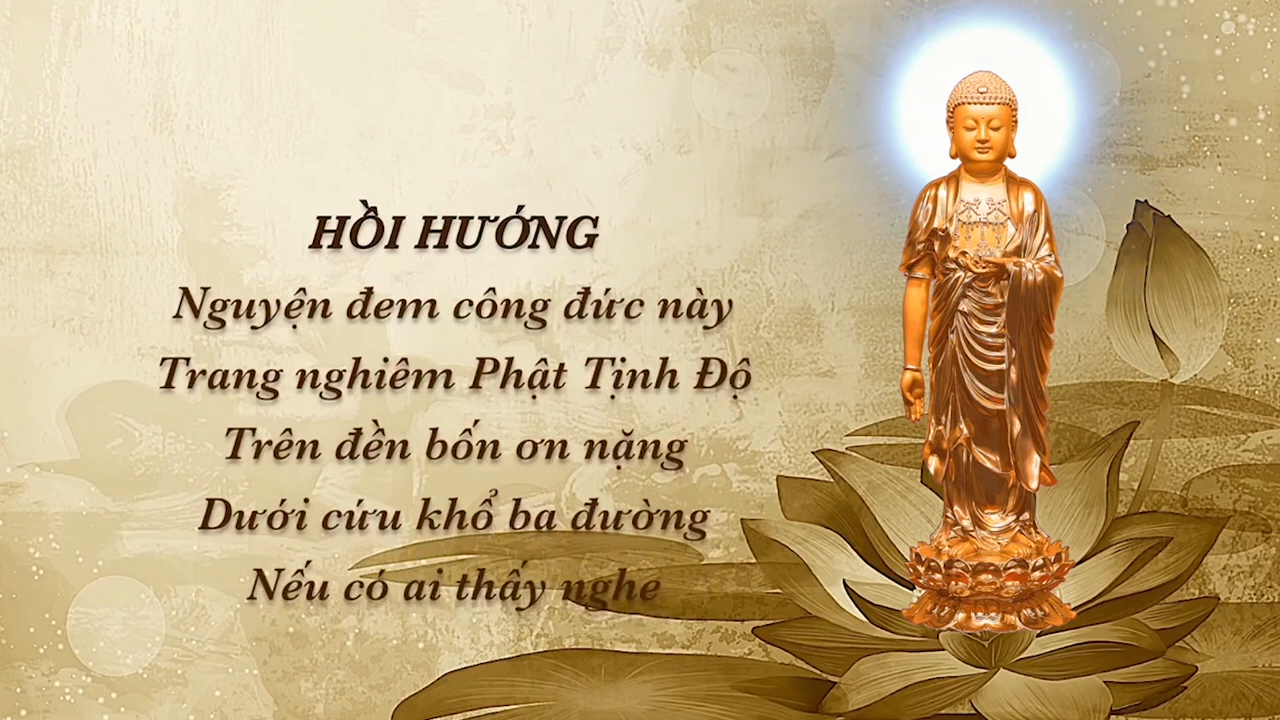 HỒI HƯỚNG
Nguyện đem công đức này
Trang nghiêm Phật Tịnh Độ
Trên đền bốn ơn nặng
Dưới cứu khổ ba đường
Nếu có ai thấy nghe